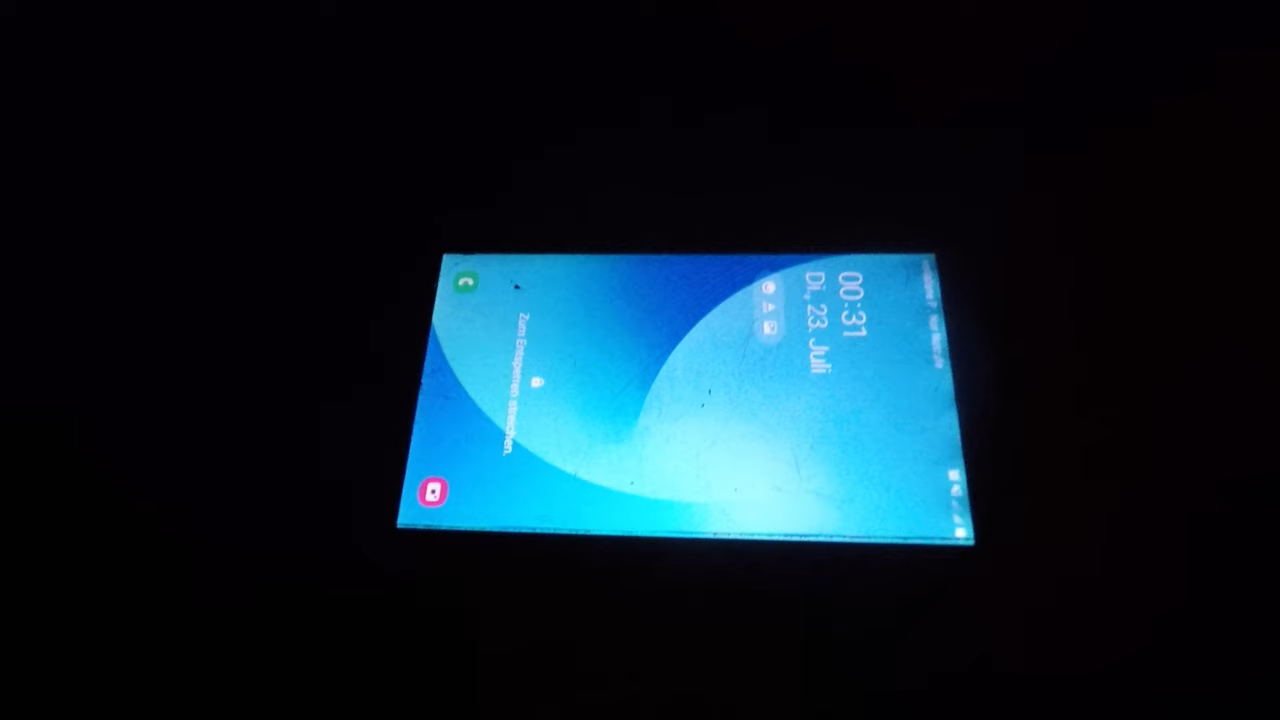 00:31
Di., 23. Juli
Zum Entsperren streichen.